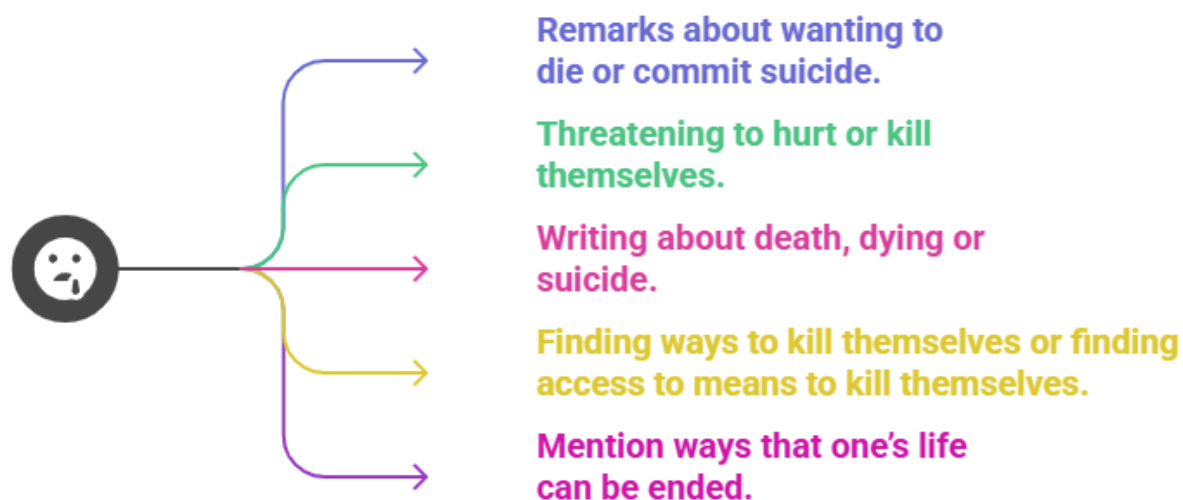 Remarks about wanting to
die or commit suicide.
Threatening to hurt or kill
themselves.
Writing about death, dying or
suicide.
Finding ways to kill themselves or finding
access to means to kill themselves.
Mention ways that one’s life
can be ended.